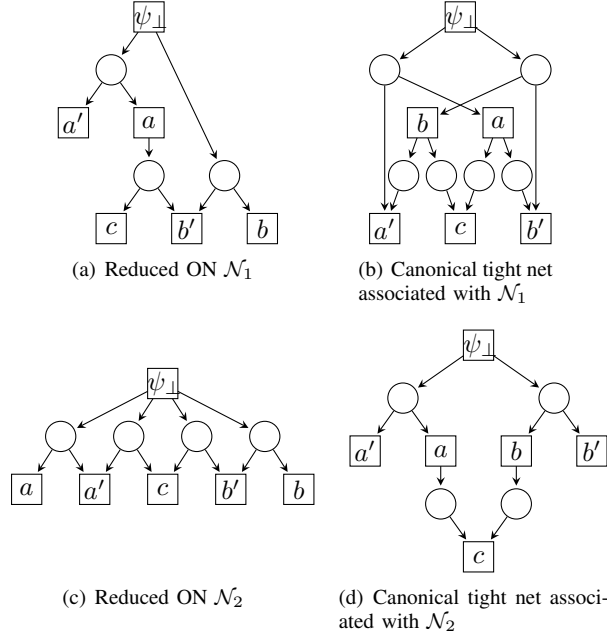 ψ⊥
a′
a
c
b′
b
(a) Reduced ON 𝒩₁
ψ⊥
b
a
a′
c
b′
(b) Canonical tight net
associated with 𝒩₁
ψ⊥
a
a′
c
b′
b
(c) Reduced ON 𝒩₂
ψ⊥
a′
a
b
b′
c
(d) Canonical tight net associ-
ated with 𝒩₂